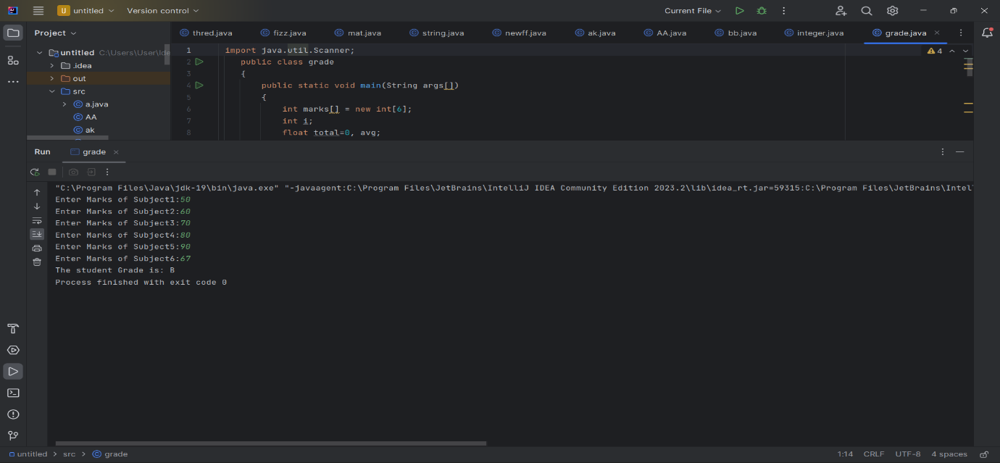 U untitled Version control Current File
Project thred.java fizz.java mat.java string.java newff.java ak.java AA.java bb.java integer.java grade.java
untitled C:\Users\User\Ide
.idea
out
src
a.java
AA
ak
1 import java.util.Scanner; 4
2 public class grade
3 {
4 public static void main(String args[])
5 {
6 int marks[] = new int[6];
7 int i;
8 float total=0, avg;
Run grade
"C:\Program Files\Java\jdk-19\bin\java.exe" "-javaagent:C:\Program Files\JetBrains\IntelliJ IDEA Community Edition 2023.2\lib\idea_rt.jar=59315:C:\Program Files\JetBrains\Intel
Enter Marks of Subject1:50
Enter Marks of Subject2:60
Enter Marks of Subject3:70
Enter Marks of Subject4:80
Enter Marks of Subject5:90
Enter Marks of Subject6:67
The student Grade is: B
Process finished with exit code 0
untitled > src > grade 1:14 CRLF UTF-8 4 spaces